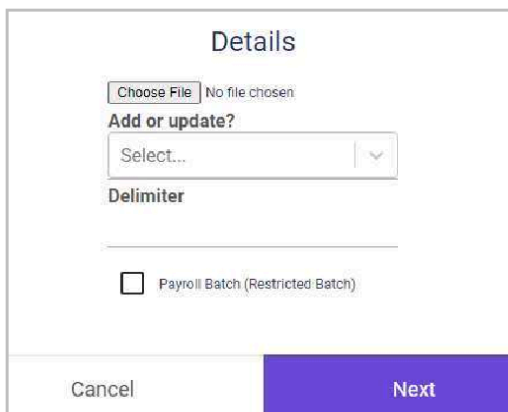 Details
Choose File No file chosen
Add or update?
Select...
Delimiter
Payroll Batch (Restricted Batch)
Cancel Next